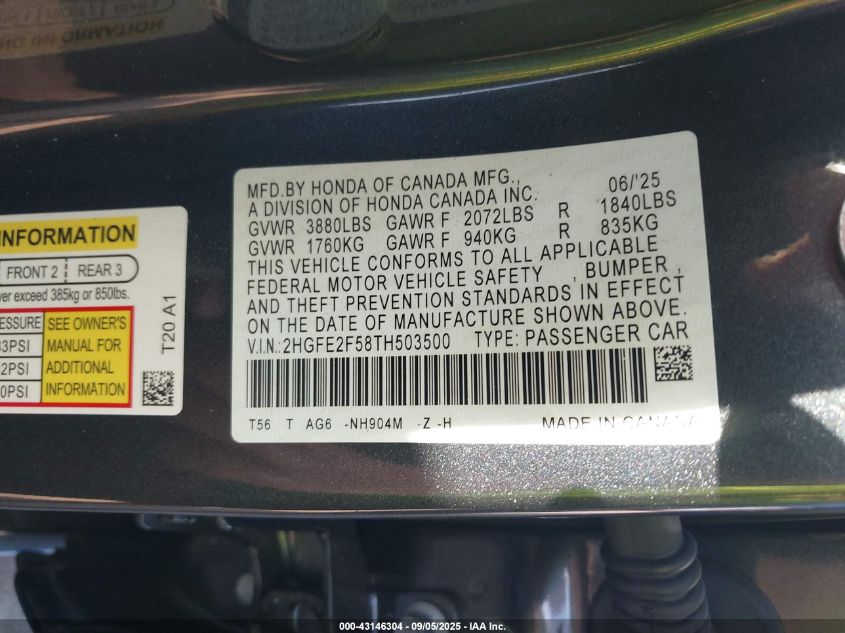 MFD.BY HONDA OF CANADA MFG., 06/'25
A DIVISION OF HONDA CANADA INC.
GVWR 3880LBS GAWR F 2072LBS R 1840LBS
GVWR 1760KG GAWR F 940KG R 835KG
THIS VEHICLE CONFORMS TO ALL APPLICABLE
FEDERAL MOTOR VEHICLE SAFETY , BUMPER ,
AND THEFT PREVENTION STANDARDS IN EFFECT
ON THE DATE OF MANUFACTURE SHOWN ABOVE.
V.I.N.:2HGFE2F58TH503500 TYPE: PASSENGER CAR
T56 T AG6 -NH904M -Z -H MADE IN CANADA
INFORMATION
FRONT 2 REAR 3
exceed 385kg or 850lbs.
SEE OWNER'S
MANUAL FOR
ADDITIONAL
INFORMATION
T20 A1
000-43146304 - 09/05/2025 - IAA Inc.